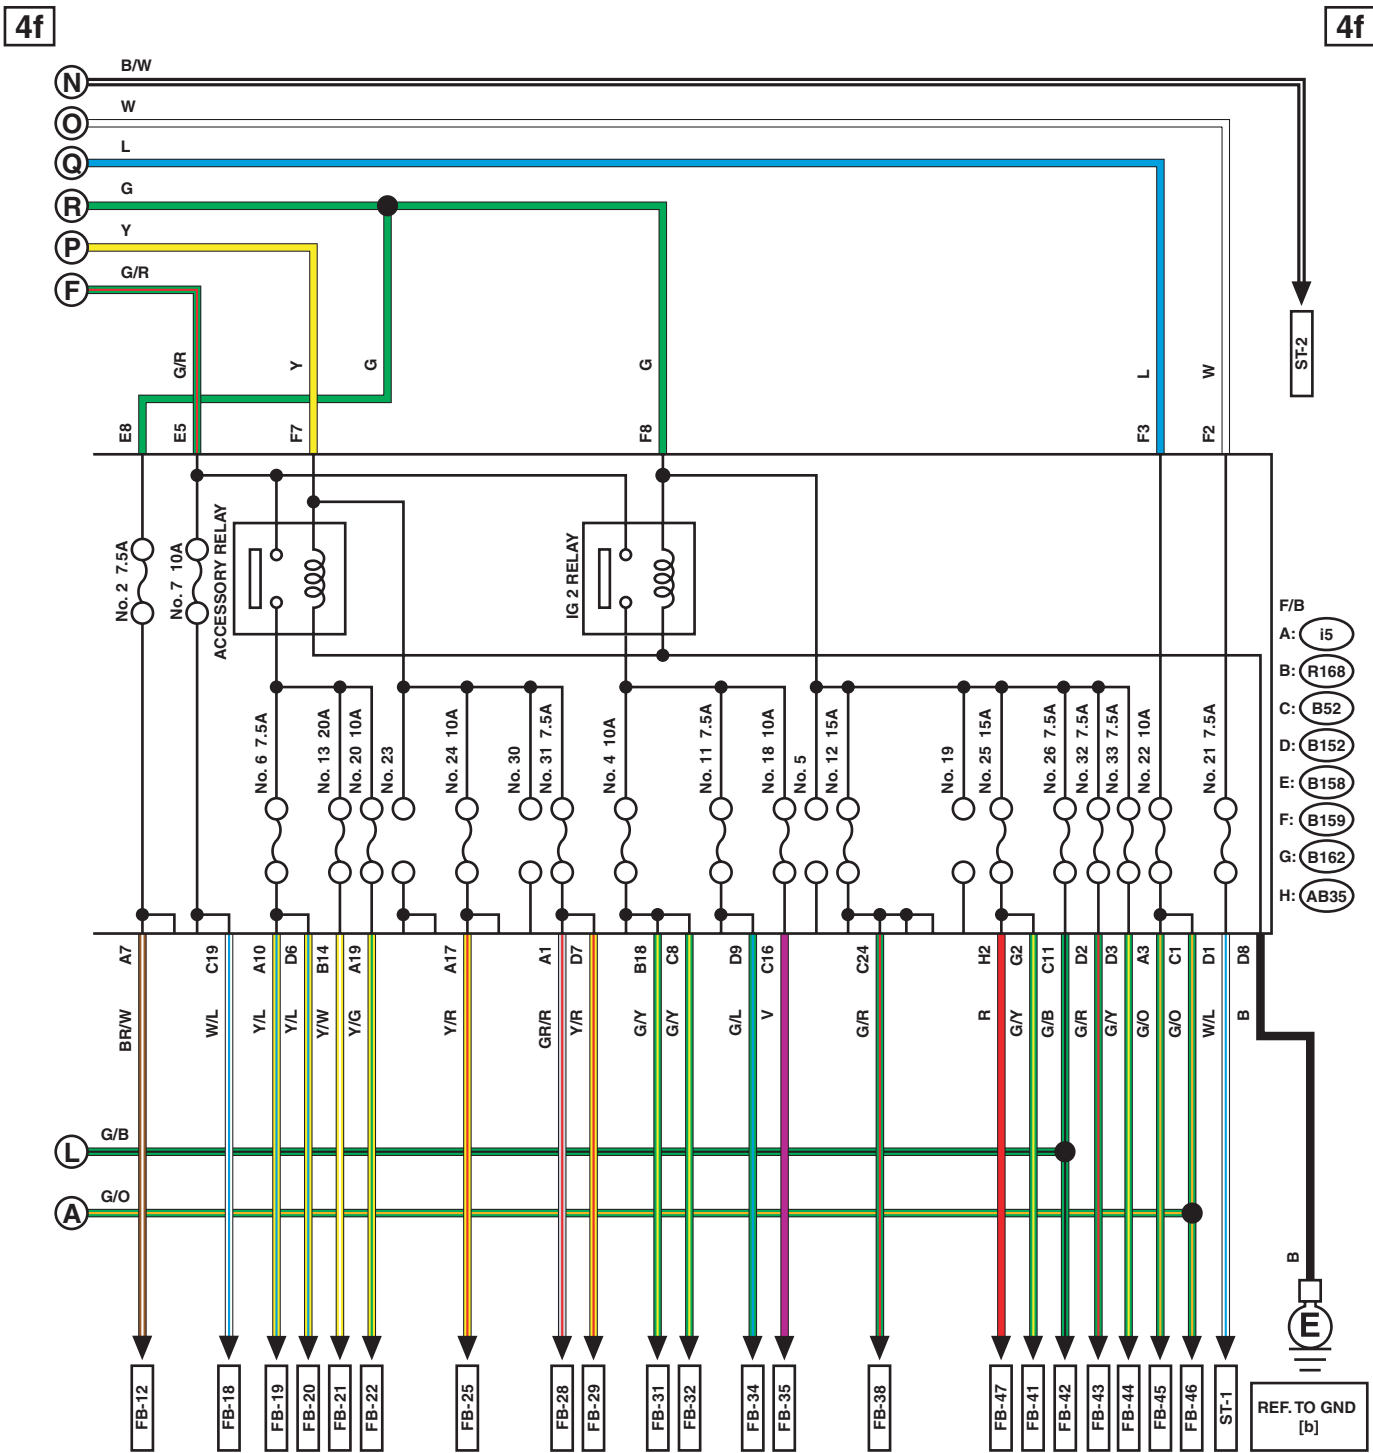 4f
4f
N
B/W
O
W
Q
L
R
G
P
Y
F
G/R
G/R
Y
G
G
L
W
ST-2
E8
E5
F7
F8
F3
F2
No. 2 7.5A
No. 7 10A
ACCESSORY RELAY
IG 2 RELAY
No. 6 7.5A
No. 13 20A
No. 20 10A
No. 23
No. 24 10A
No. 30
No. 31 7.5A
No. 4 10A
No. 11 7.5A
No. 18 10A
No. 5
No. 12 15A
No. 19
No. 25 15A
No. 26 7.5A
No. 32 7.5A
No. 33 7.5A
No. 22 10A
No. 21 7.5A
F/B
A: i5
B: R168
C: B52
D: B152
E: B158
F: B159
G: B162
H: AB35
A7
C19
A10
D6
B14
A19
A17
A1
D7
B18
C8
D9
C16
C24
H2
G2
C11
D2
D3
A3
C1
D1
D8
BR/W
W/L
Y/L
Y/L
Y/W
Y/G
Y/R
GR/R
Y/R
G/Y
G/Y
G/L
V
G/R
R
G/Y
G/B
G/R
G/Y
G/O
G/O
W/L
B
L
G/B
A
G/O
B
E
FB-12
FB-18
FB-19
FB-20
FB-21
FB-22
FB-25
FB-28
FB-29
FB-31
FB-32
FB-34
FB-35
FB-38
FB-47
FB-41
FB-42
FB-43
FB-44
FB-45
FB-46
ST-1
REF. TO GND
[b]